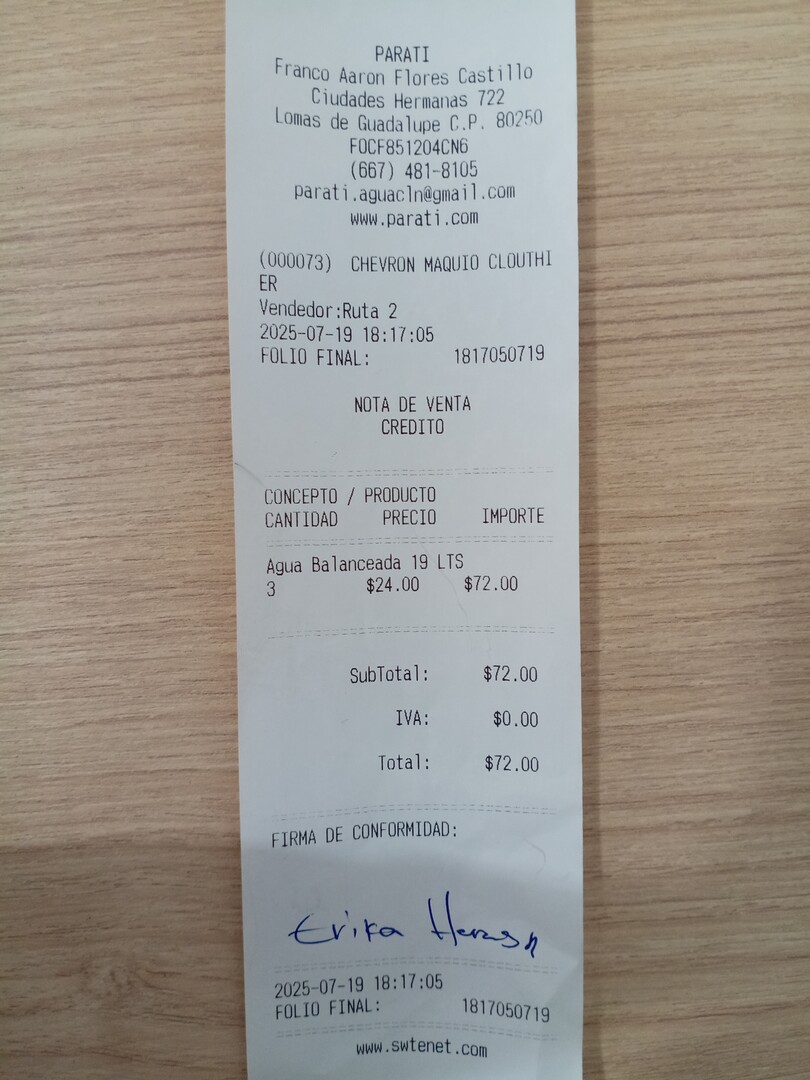 PARATI
Franco Aaron Flores Castillo
Ciudades Hermanas 722
Lomas de Guadalupe C.P. 80250
FOCF851204CN6
(667) 481-8105
parati.aguacln@gmail.com
www.parati.com
(000073) CHEVRON MAQUIO CLOUTHI
ER
Vendedor:Ruta 2
2025-07-19 18:17:05
FOLIO FINAL: 1817050719
NOTA DE VENTA
CREDITO
CONCEPTO / PRODUCTO
CANTIDAD PRECIO IMPORTE
Agua Balanceada 19 LTS
3 $24.00 $72.00
SubTotal: $72.00
IVA: $0.00
Total: $72.00
FIRMA DE CONFORMIDAD:
Erika
2025-07-19 18:17:05
FOLIO FINAL: 1817050719
www.swtenet.com